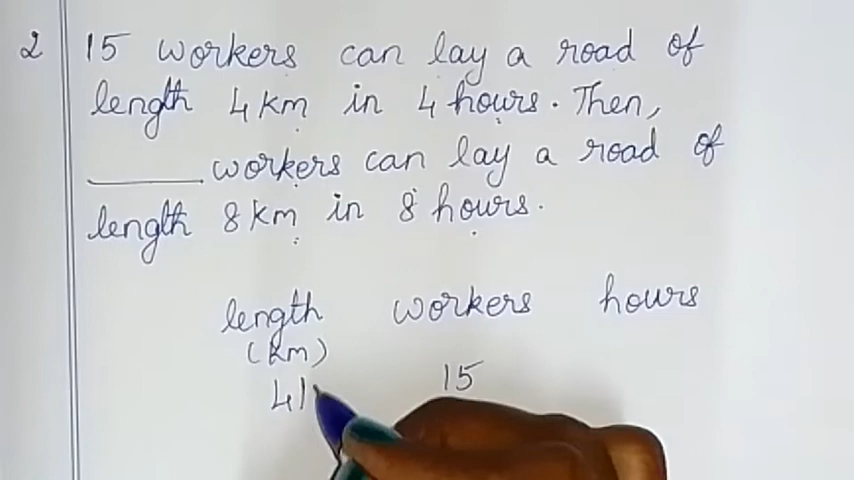 2 15 workers can lay a road of
length 4 km in 4 hours. Then,
______ workers can lay a road of
length 8 km in 8 hours.
length workers hours
(km)
4 15